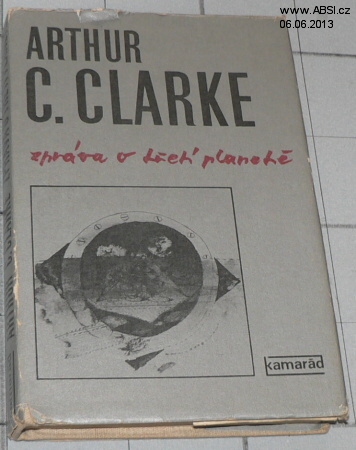 www.ABSI.cz
06.06.2013
ARTHUR
C. CLARKE
zpráva o třetí planetě
kamarád